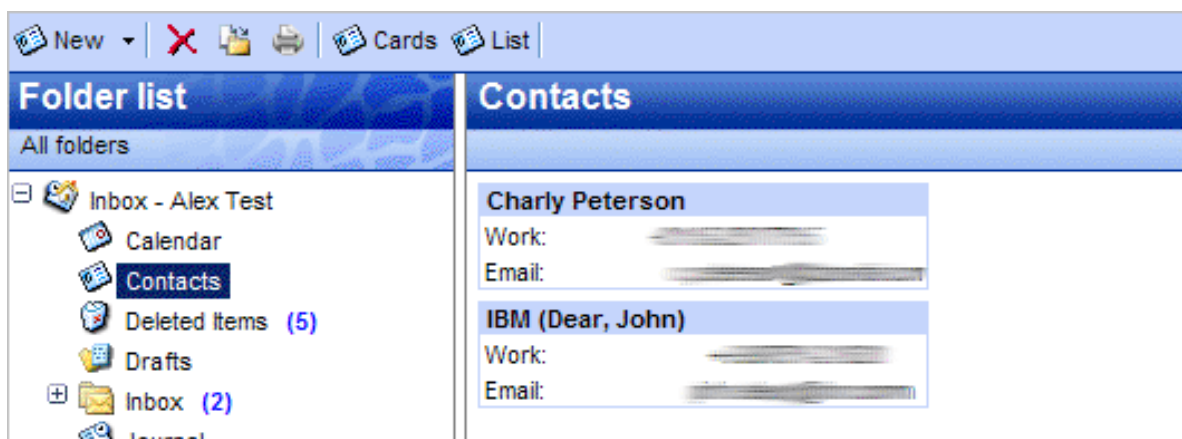 New Cards List
Folder list
All folders
Inbox - Alex Test
Calendar
Contacts
Deleted Items (5)
Drafts
Inbox (2)
Journal
Contacts
Charly Peterson
Work:
Email:
IBM (Dear, John)
Work:
Email: